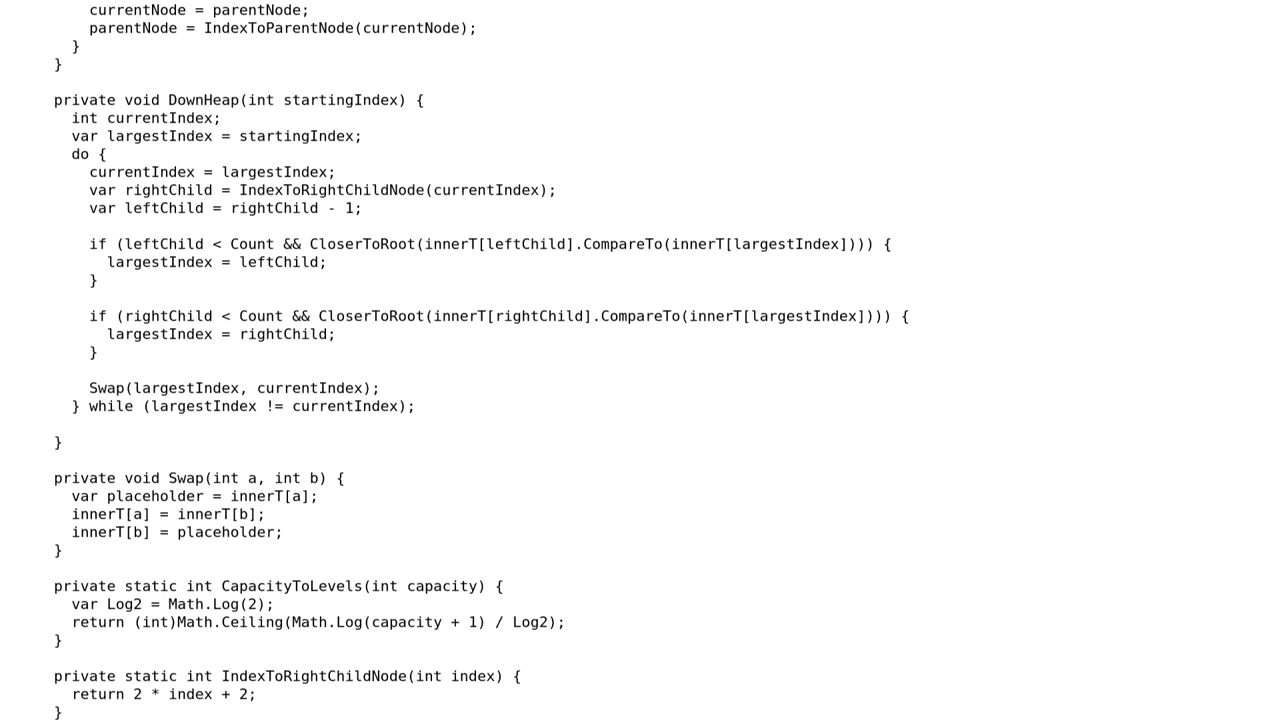 currentNode = parentNode;
parentNode = IndexToParentNode(currentNode);
}
}
private void DownHeap(int startingIndex) {
int currentIndex;
var largestIndex = startingIndex;
do {
currentIndex = largestIndex;
var rightChild = IndexToRightChildNode(currentIndex);
var leftChild = rightChild - 1;
if (leftChild < Count && CloserToRoot(innerT[leftChild].CompareTo(innerT[largestIndex]))) {
largestIndex = leftChild;
}
if (rightChild < Count && CloserToRoot(innerT[rightChild].CompareTo(innerT[largestIndex]))) {
largestIndex = rightChild;
}
Swap(largestIndex, currentIndex);
} while (largestIndex != currentIndex);
}
private void Swap(int a, int b) {
var placeholder = innerT[a];
innerT[a] = innerT[b];
innerT[b] = placeholder;
}
private static int CapacityToLevels(int capacity) {
var Log2 = Math.Log(2);
return (int)Math.Ceiling(Math.Log(capacity + 1) / Log2);
}
private static int IndexToRightChildNode(int index) {
return 2 * index + 2;
}